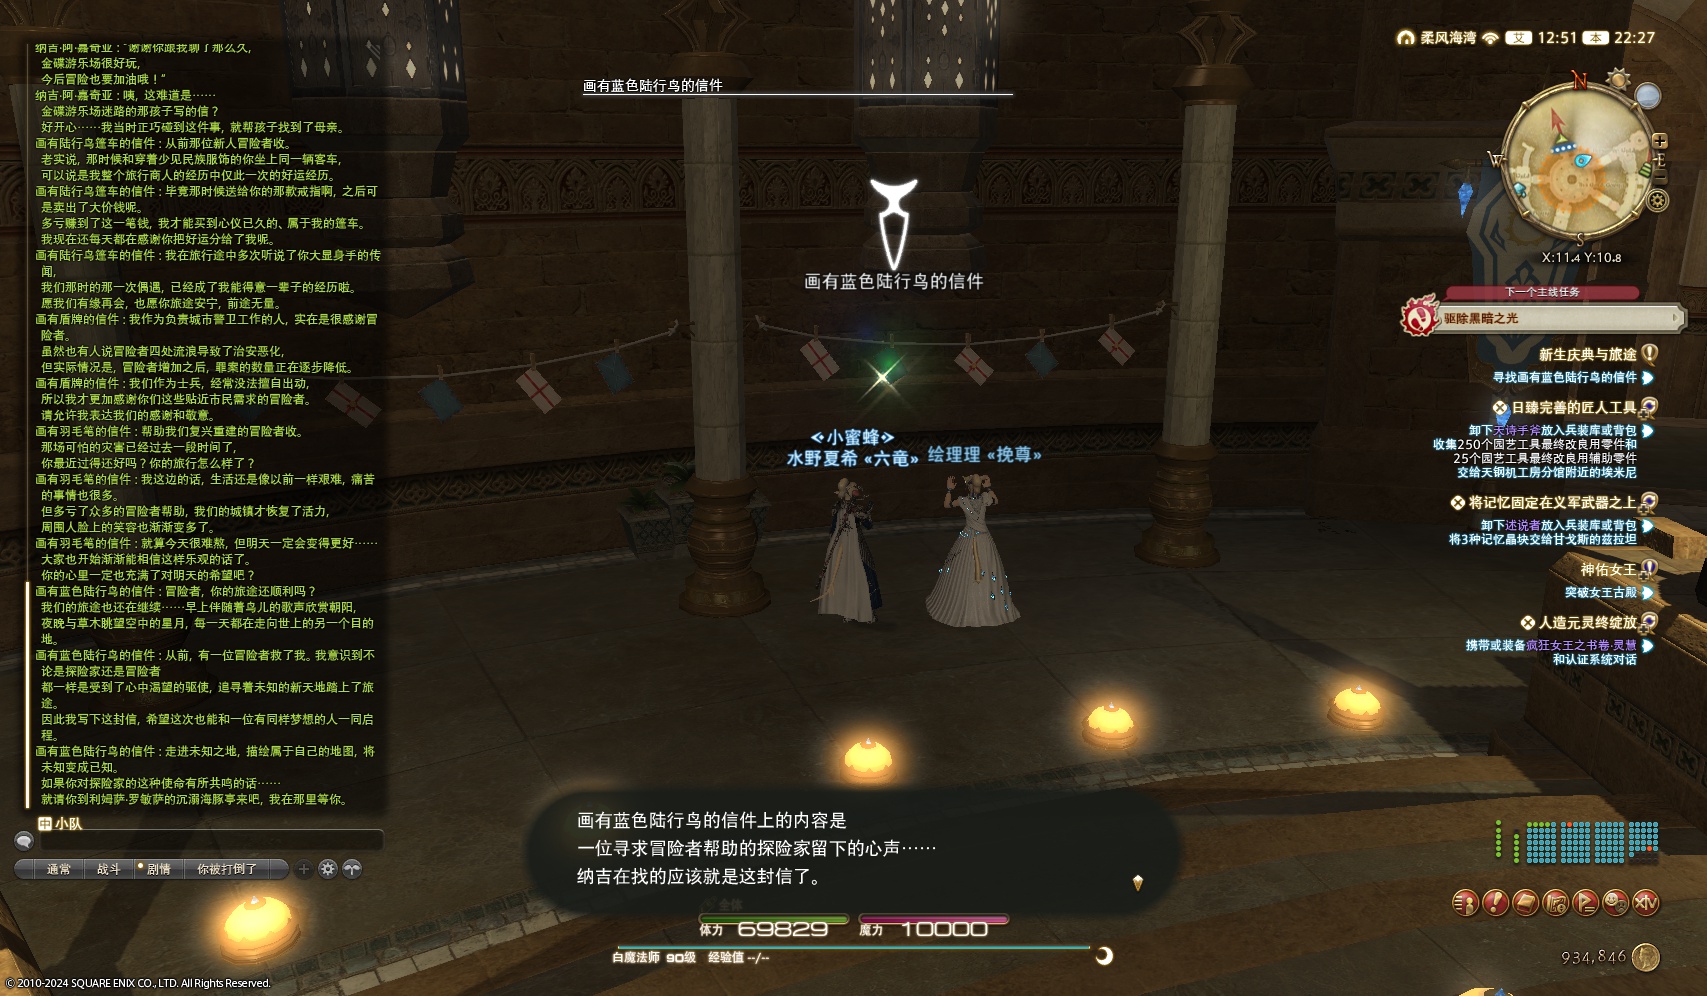 纳吉·阿·嘉奇亚：“谢谢你跟我聊了那么久，
金碟游乐场很好玩，
今后冒险也要加油哦！”
纳吉·阿·嘉奇亚：咦，这难道是……
金碟游乐场迷路的那孩子写的信？
好开心……我当时正巧碰到这件事，就帮孩子找到了母亲。
画有陆行鸟篷车的信件：从前那位新人冒险者收。
老实说，那时候和穿着少见民族服饰的你坐上同一辆客车，
可以说是我整个旅行商人的经历中仅此一次的好运经历。
画有陆行鸟篷车的信件：毕竟那时候送给你的那款戒指啊，之后可
是卖出了大价钱呢。
多亏赚到了这一笔钱，我才能买到心仪已久的、属于我的篷车。
我现在还每天都在感谢你把好运分给了我呢。
画有陆行鸟篷车的信件：我在旅行途中多次听说了你大显身手的传
闻，
我们那时的那一次偶遇，已经成了我能得意一辈子的经历啦。
愿我们有缘再会，也愿你旅途安宁，前途无量。
画有盾牌的信件：我作为负责城市警卫工作的人，实在是很感谢冒
险者。
虽然也有人说冒险者四处流浪导致了治安恶化，
但实际情况是，冒险者增加之后，罪案的数量正在逐步降低。
画有盾牌的信件：我们作为士兵，经常没法擅自出动，
所以我才更加感谢你们这些贴近市民需求的冒险者。
请允许我表达我们的感谢和敬意。
画有羽毛笔的信件：帮助我们复兴重建的冒险者收。
那场可怕的灾害已经过去一段时间了，
你最近过得还好吗？你的旅行怎么样了？
画有羽毛笔的信件：我这边的话，生活还是像以前一样艰难，痛苦
的事情也很多。
但多亏了众多的冒险者帮助，我们的城镇才恢复了活力，
周围人脸上的笑容也渐渐变多了。
画有羽毛笔的信件：就算今天很难熬，但明天一定会变得更好……
大家也开始渐渐能相信这样乐观的话了。
你的心里一定也充满了对明天的希望吧？
画有蓝色陆行鸟的信件：冒险者，你的旅途还顺利吗？
我们的旅途也还在继续……早上伴随着鸟儿的歌声欣赏朝阳，
夜晚与草木眺望空中的星月，每一天都在走向世上的另一个目的
地。
画有蓝色陆行鸟的信件：从前，有一位冒险者救了我。我意识到不
论是探险家还是冒险者
都一样是受到了心中渴望的驱使，追寻着未知的新天地踏上了旅
途。
因此我写下这封信，希望这次也能和一位有同样梦想的人一同启
程。
画有蓝色陆行鸟的信件：走进未知之地，描绘属于自己的地图，将
未知变成已知。
如果你对探险家的这种使命有所共鸣的话……
就请你到利姆萨·罗敏萨的沉溺海豚亭来吧，我在那里等你。
中 小队
通常 战斗 剧情 你被打倒了
© 2010-2024 SQUARE ENIX CO., LTD. All Rights Reserved.
画有蓝色陆行鸟的信件
画有蓝色陆行鸟的信件
<小蜜蜂>
水野夏希 «六竜»
绘理理 «挽尊»
画有蓝色陆行鸟的信件上的内容是
一位寻求冒险者帮助的探险家留下的心声……
纳吉在找的应该就是这封信了。
体力 69829 魔力 10000
白魔法师 90级 经验值 --/--
柔风海湾 艾 12:51 本 22:27
N
W E
S
X:11.4 Y:10.8
下一个主线任务
驱除黑暗之光
新生庆典与旅途
寻找画有蓝色陆行鸟的信件
日臻完善的匠人工具
卸下天诗手斧放入兵装库或背包
收集250个园艺工具最终改良用零件和
25个园艺工具最终改良用辅助零件
交给天钢机工房分馆附近的埃米尼
将记忆固定在义军武器之上
卸下述说者放入兵装库或背包
将3种记忆晶块交给甘戈斯的兹拉坦
神佑女王
突破女王古殿
人造元灵终绽放
携带或装备疯狂女王之书卷·灵慧
和认证系统对话
XIV
934,846